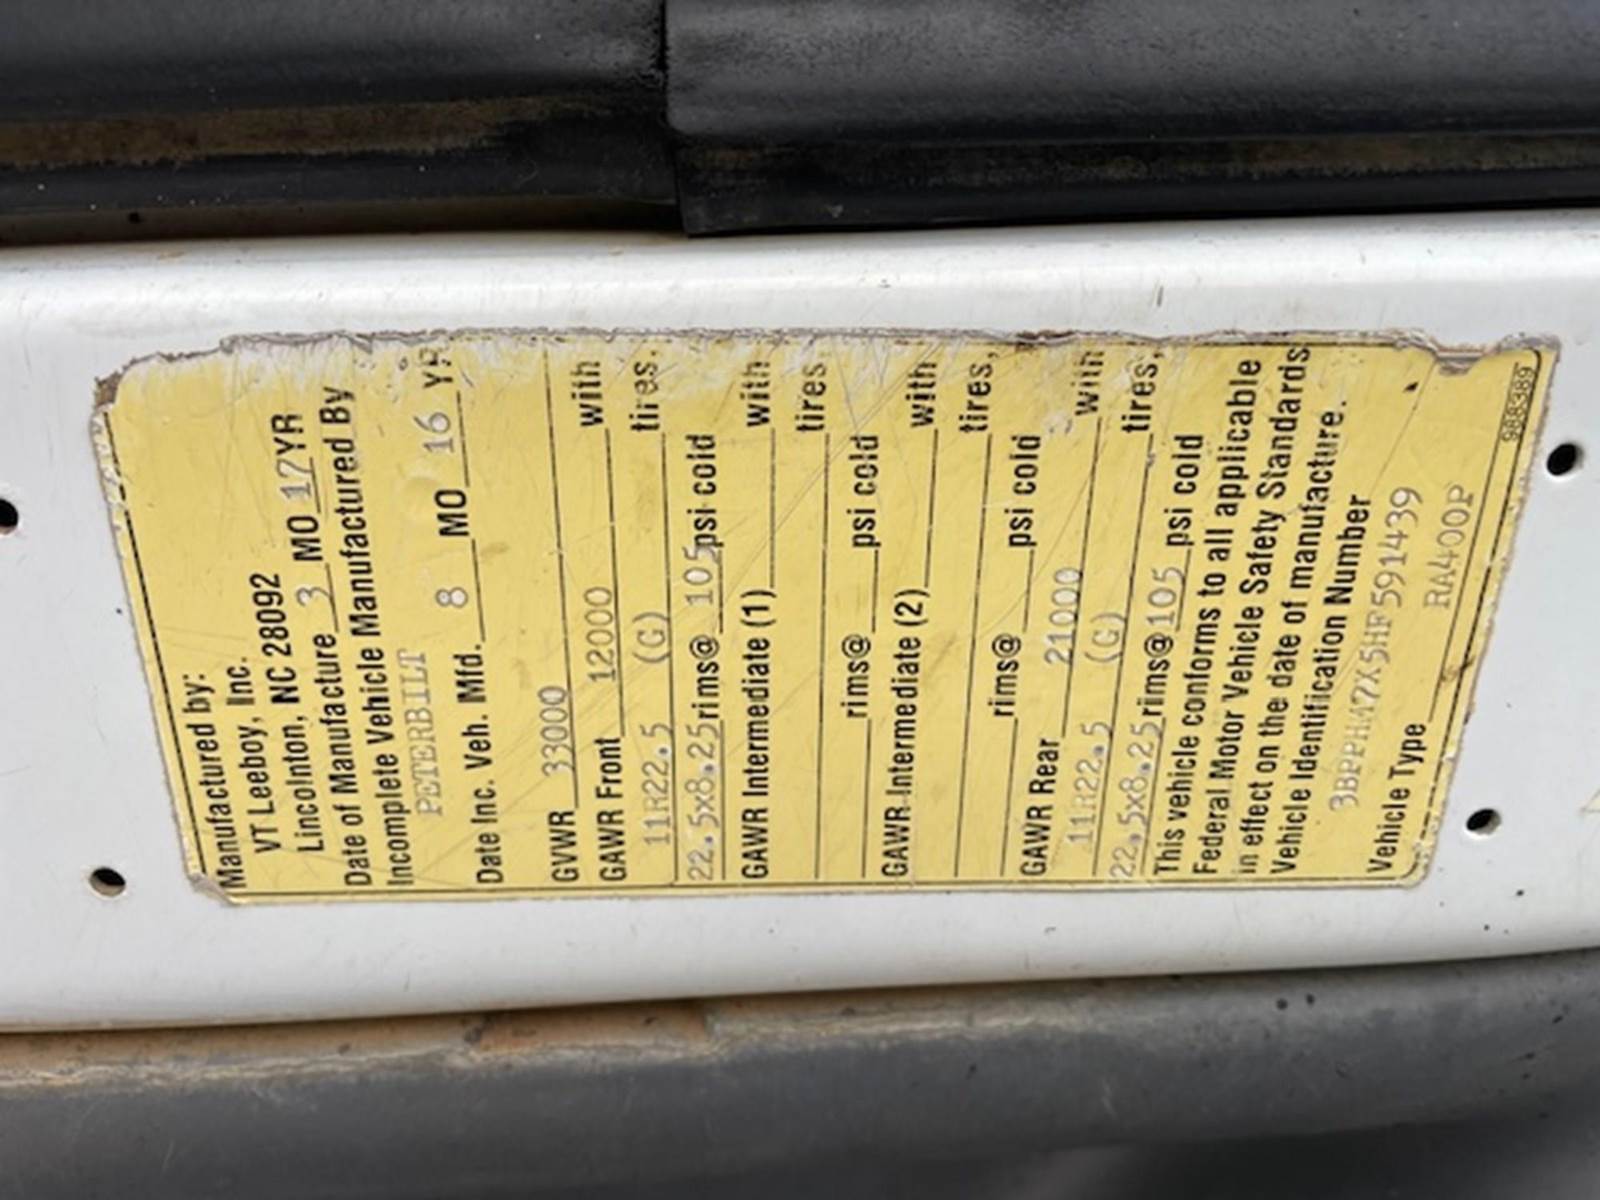 Manufactured by:
VT Leeboy, Inc.
Lincolnton, NC 28092
Date of Manufacture 3 MO 17 YR
Incomplete Vehicle Manufactured By
PETERBILT
Date Inc. Veh. Mfd. 8 MO 16 YR
GVWR 33000
GAWR Front 12000 with
11R22.5 (G) tires,
22.5x8.25 rims@ 105 psi cold
GAWR Intermediate (1) with
tires
rims@ psi cold
GAWR Intermediate (2) with
tires,
rims@ psi cold
GAWR Rear 21000 with
11R22.5 (G) tires,
22.5x8.25 rims@ 105 psi cold
This vehicle conforms to all applicable
Federal Motor Vehicle Safety Standards
in effect on the date of manufacture.
Vehicle Identification Number
3BPPHM7X5HF591439
Vehicle Type RA400P
988389